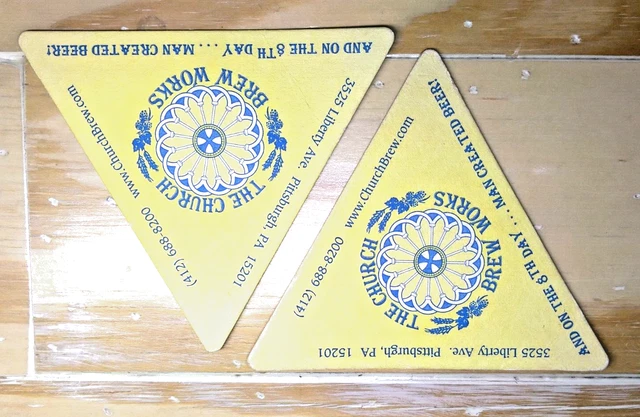 AND ON THE 8TH DAY . . . MAN CREATED BEER!
THE CHURCH
BREW WORKS
3525 Liberty Ave. Pittsburgh, PA 15201
(412) 688-8200 www.ChurchBrew.com
AND ON THE 8TH DAY . . . MAN CREATED BEER!
THE CHURCH
BREW WORKS
3525 Liberty Ave. Pittsburgh, PA 15201
(412) 688-8200 www.ChurchBrew.com